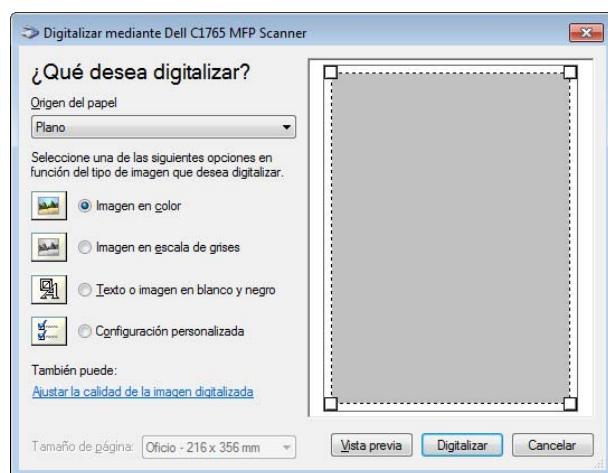 Digitalizar mediante Dell C1765 MFP Scanner
¿Qué desea digitalizar?
Origen del papel
Plano
Seleccione una de las siguientes opciones en
función del tipo de imagen que desea digitalizar.
Imagen en color
Imagen en escala de grises
Texto o imagen en blanco y negro
Configuración personalizada
También puede:
Ajustar la calidad de la imagen digitalizada
Tamaño de página: Oficio - 216 x 356 mm
Vista previa Digitalizar Cancelar